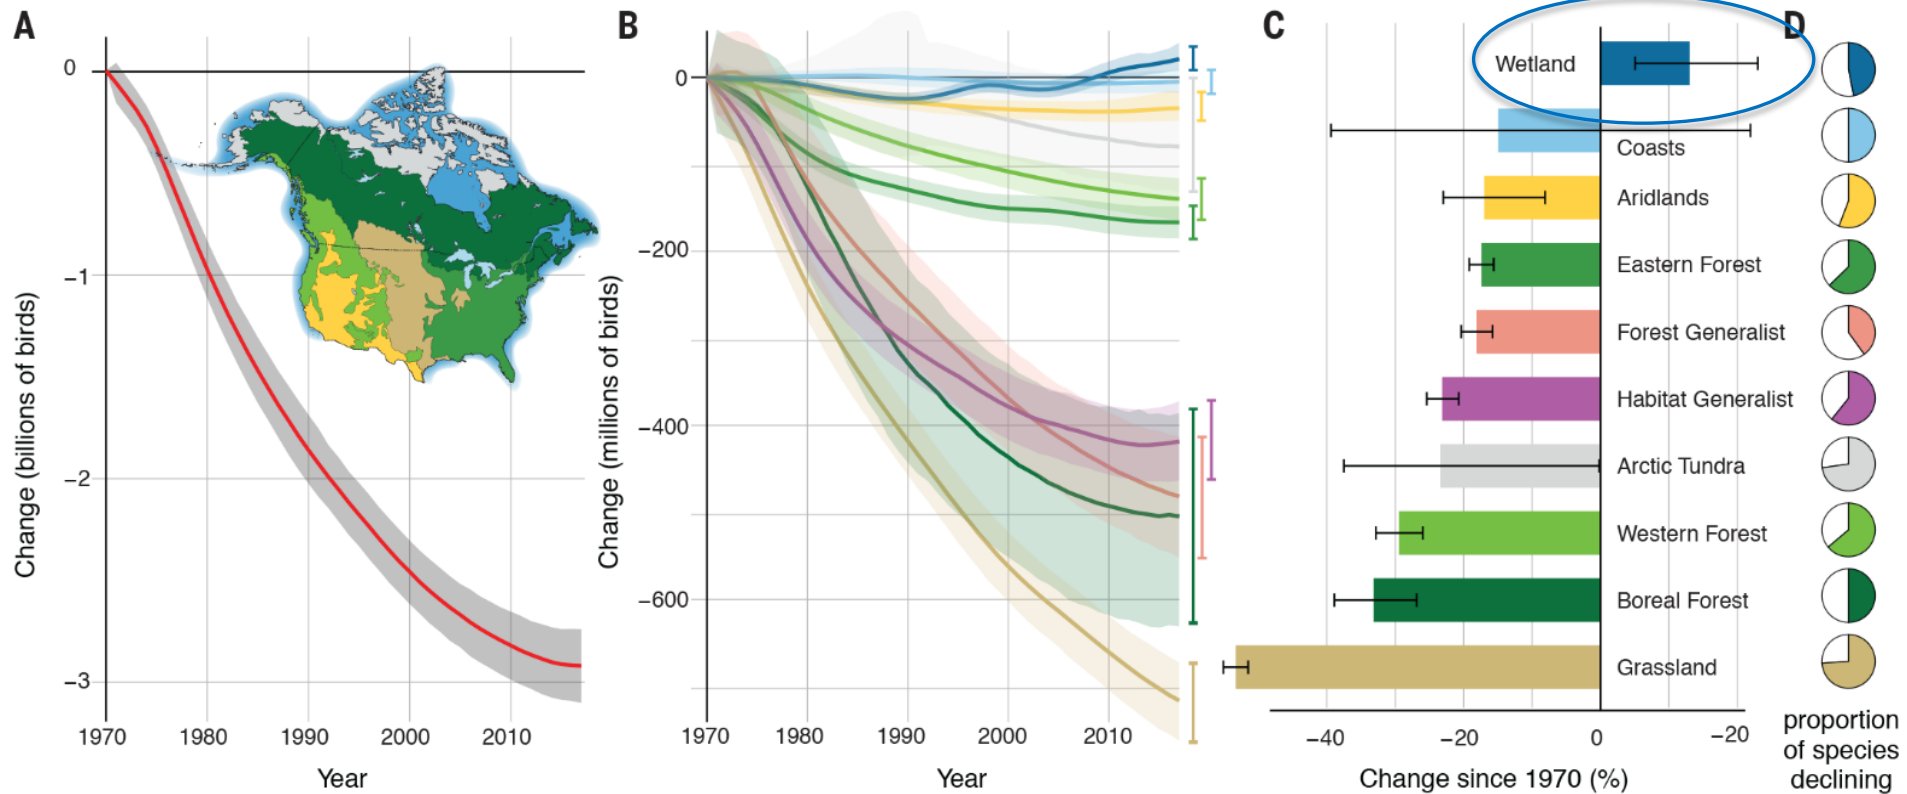 A
B
C
D
0
−1
−2
−3
Change (billions of birds)
1970
1980
1990
2000
2010
Year
0
−200
−400
−600
Change (millions of birds)
1970
1980
1990
2000
2010
Year
Wetland
Coasts
Aridlands
Eastern Forest
Forest Generalist
Habitat Generalist
Arctic Tundra
Western Forest
Boreal Forest
Grassland
−40
−20
0
−20
Change since 1970 (%)
proportion
of species
declining